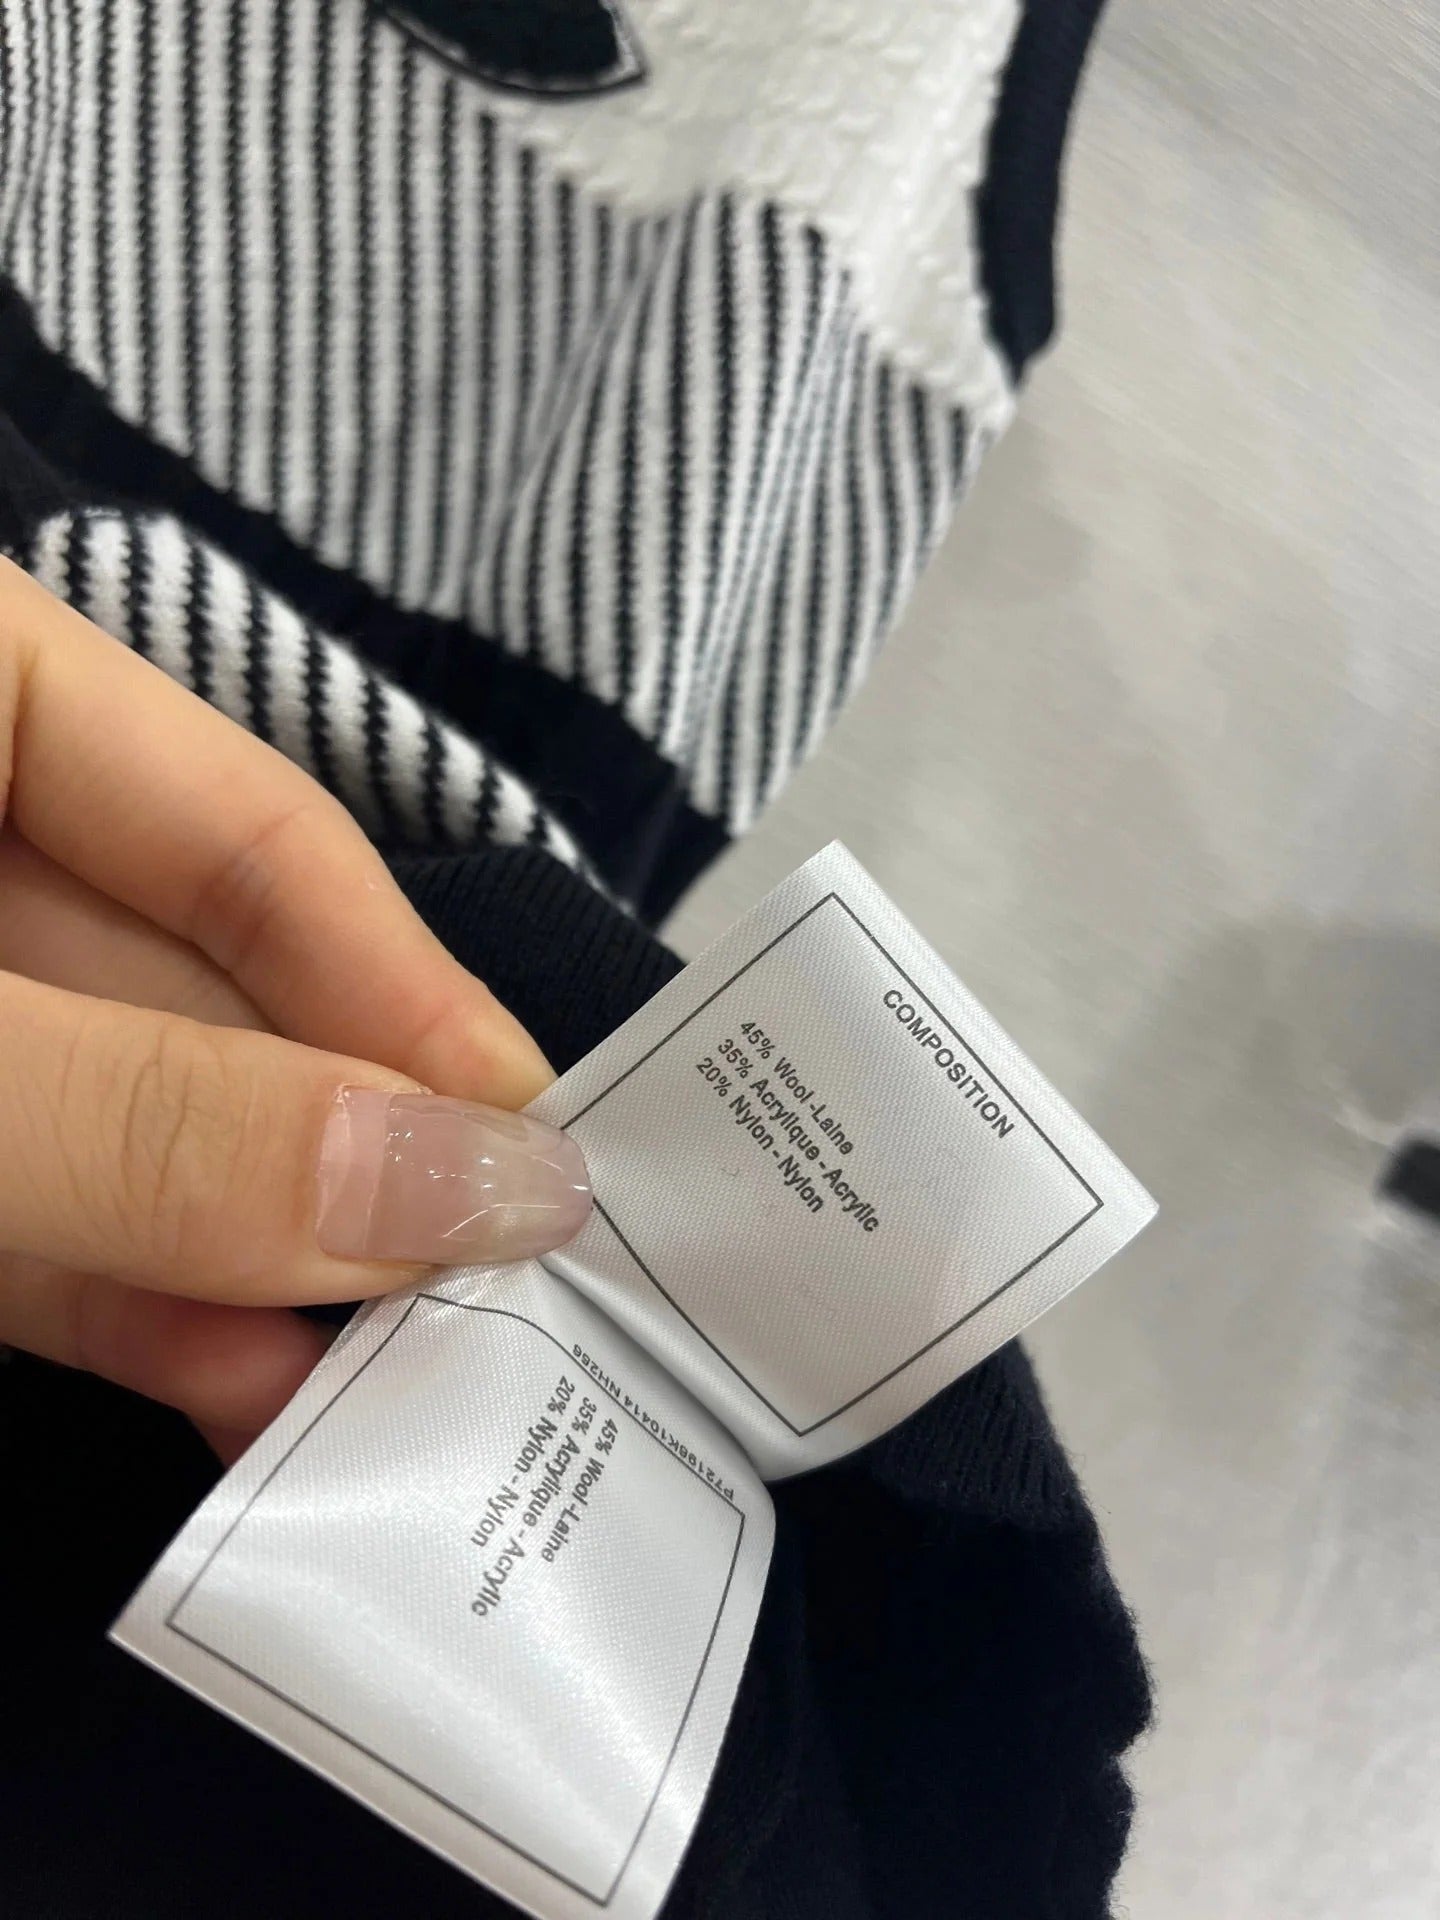 COMPOSITION
45% Wool -Laine
35% Acrylique - Acrylic
20% Nylon - Nylon
P72198K10414 NH266
45% Wool -Laine
35% Acrylique - Acrylic
20% Nylon - Nylon